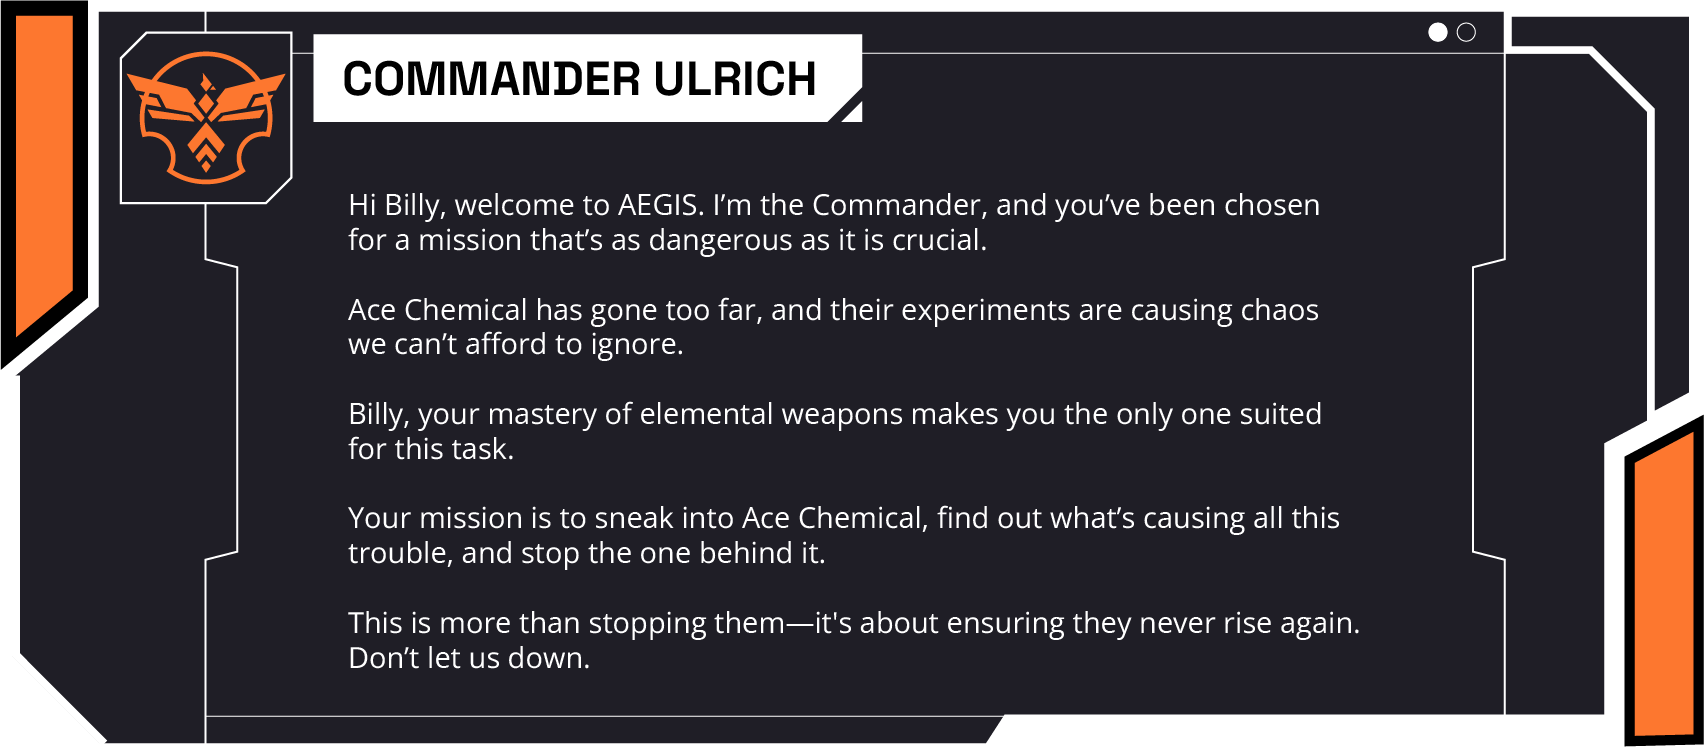 COMMANDER ULRICH
Hi Billy, welcome to AEGIS. I’m the Commander, and you’ve been chosen
for a mission that’s as dangerous as it is crucial.
Ace Chemical has gone too far, and their experiments are causing chaos
we can’t afford to ignore.
Billy, your mastery of elemental weapons makes you the only one suited
for this task.
Your mission is to sneak into Ace Chemical, find out what’s causing all this
trouble, and stop the one behind it.
This is more than stopping them—it's about ensuring they never rise again.
Don’t let us down.